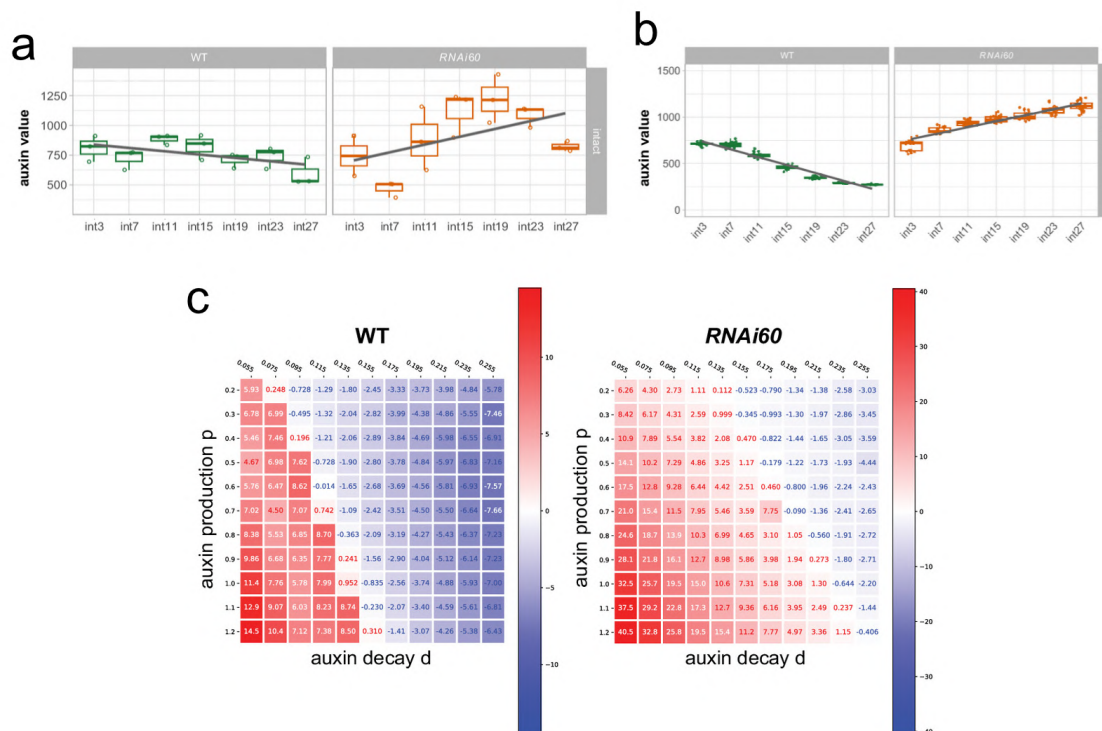 a
WT
RNAi60
auxin value
1250
1000
750
500
intact
int3 int7 int11 int15 int19 int23 int27
int3 int7 int11 int15 int19 int23 int27
b
WT
RNAi60
auxin value
1500
1000
500
0
int3 int7 int11 int15 int19 int23 int27
int3 int7 int11 int15 int19 int23 int27
c
WT
auxin production p
0.055 0.075 0.095 0.115 0.135 0.155 0.175 0.195 0.215 0.235 0.255
0.2 5.93 0.248 -0.728 -1.29 -1.80 -2.45 -3.33 -3.73 -3.98 -4.84 -5.78
0.3 6.78 6.99 -0.495 -1.32 -2.04 -2.82 -3.99 -4.38 -4.86 -5.55 -7.46
0.4 5.46 7.46 0.196 -1.21 -2.06 -2.89 -3.84 -4.69 -5.98 -6.55 -6.91
0.5 4.67 6.98 7.62 -0.728 -1.90 -2.80 -3.78 -4.84 -5.97 -6.83 -7.16
0.6 5.76 6.47 8.62 -0.014 -1.65 -2.68 -3.69 -4.56 -5.81 -6.93 -7.57
0.7 7.02 4.50 7.07 0.742 -1.09 -2.42 -3.51 -4.50 -5.50 -6.64 -7.66
0.8 8.38 5.53 6.85 8.70 -0.363 -2.09 -3.21 -4.27 -5.43 -6.37 -7.23
0.9 9.86 6.68 6.35 7.77 0.241 -1.56 -2.90 -4.04 -5.12 -6.14 -7.23
1.0 11.4 7.76 5.78 7.99 0.952 -0.835 -2.56 -3.74 -4.88 -5.93 -7.00
1.1 12.9 9.07 6.03 8.23 8.74 -0.230 -2.07 -3.40 -4.59 -5.61 -6.81
1.2 14.5 10.4 7.12 7.38 8.50 0.310 -1.41 -3.07 -4.26 -5.38 -6.43
auxin decay d
10
5
0
-5
-10
RNAi60
auxin production p
0.055 0.075 0.095 0.115 0.135 0.155 0.175 0.195 0.215 0.235 0.255
0.2 6.26 4.30 2.73 1.11 0.112 -0.523 -0.790 -1.34 -1.38 -2.58 -3.03
0.3 8.42 6.17 4.31 2.59 0.999 -0.345 -0.993 -1.30 -1.97 -2.86 -3.45
0.4 10.9 7.89 5.54 3.82 2.08 0.470 -0.822 -1.44 -1.65 -3.05 -3.59
0.5 14.1 10.2 7.29 4.86 3.25 1.17 -0.179 -1.22 -1.73 -1.93 -4.44
0.6 17.5 12.8 9.28 6.44 4.42 2.51 0.460 -0.800 -1.96 -2.24 -2.43
0.7 21.0 15.4 11.5 7.95 5.46 3.59 7.75 -0.090 -1.36 -2.41 -2.65
0.8 24.6 18.7 13.9 10.3 6.99 4.65 3.10 1.05 -0.560 -1.91 -2.72
0.9 28.1 21.8 16.1 12.7 8.98 5.86 3.98 1.94 0.273 -1.80 -2.71
1.0 32.5 25.7 19.5 15.0 10.6 7.31 5.18 3.08 1.30 -0.644 -2.20
1.1 37.5 29.2 22.8 17.3 12.7 9.36 6.16 3.95 2.49 0.237 -1.44
1.2 40.5 32.8 25.8 19.5 15.4 11.2 7.77 4.97 3.36 1.15 -0.406
auxin decay d
40
30
20
10
0
-10
-20
-30